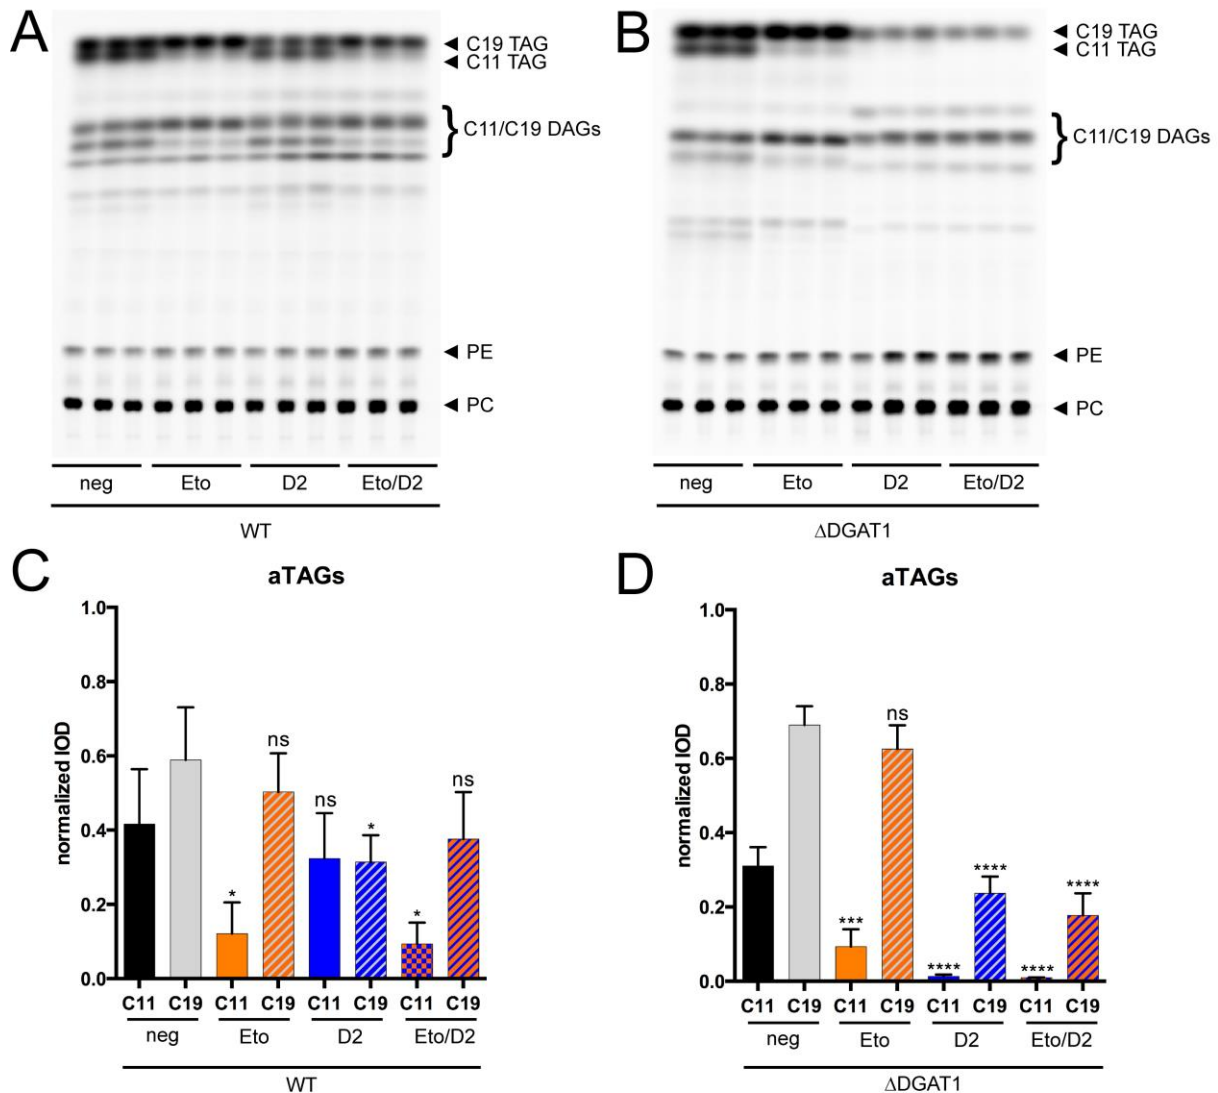 A
◄ C19 TAG
◄ C11 TAG
} C11/C19 DAGs
◄ PE
◄ PC
neg Eto D2 Eto/D2
WT
B
◄ C19 TAG
◄ C11 TAG
} C11/C19 DAGs
◄ PE
◄ PC
neg Eto D2 Eto/D2
ΔDGAT1
C
aTAGs
normalized IOD
1.0
0.8
0.6
0.4
0.2
0.0
* ns ns * * ns
C11 C19 C11 C19 C11 C19 C11 C19
neg Eto D2 Eto/D2
WT
D
aTAGs
normalized IOD
1.0
0.8
0.6
0.4
0.2
0.0
*** ns **** **** **** ****
C11 C19 C11 C19 C11 C19 C11 C19
neg Eto D2 Eto/D2
ΔDGAT1